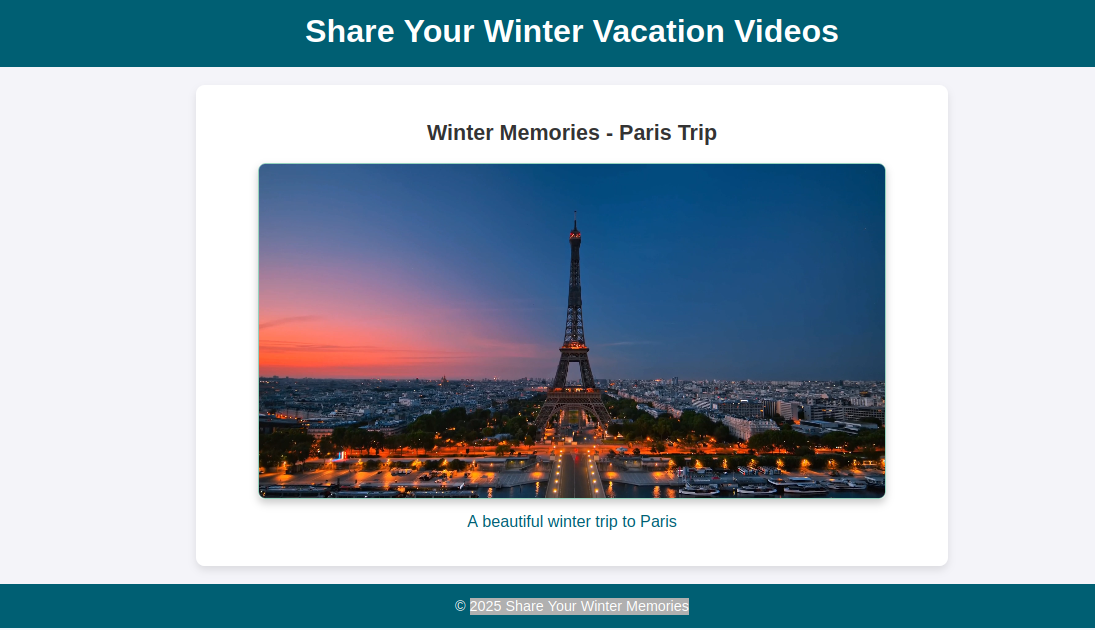 Share Your Winter Vacation Videos
Winter Memories - Paris Trip
A beautiful winter trip to Paris
© 2025 Share Your Winter Memories